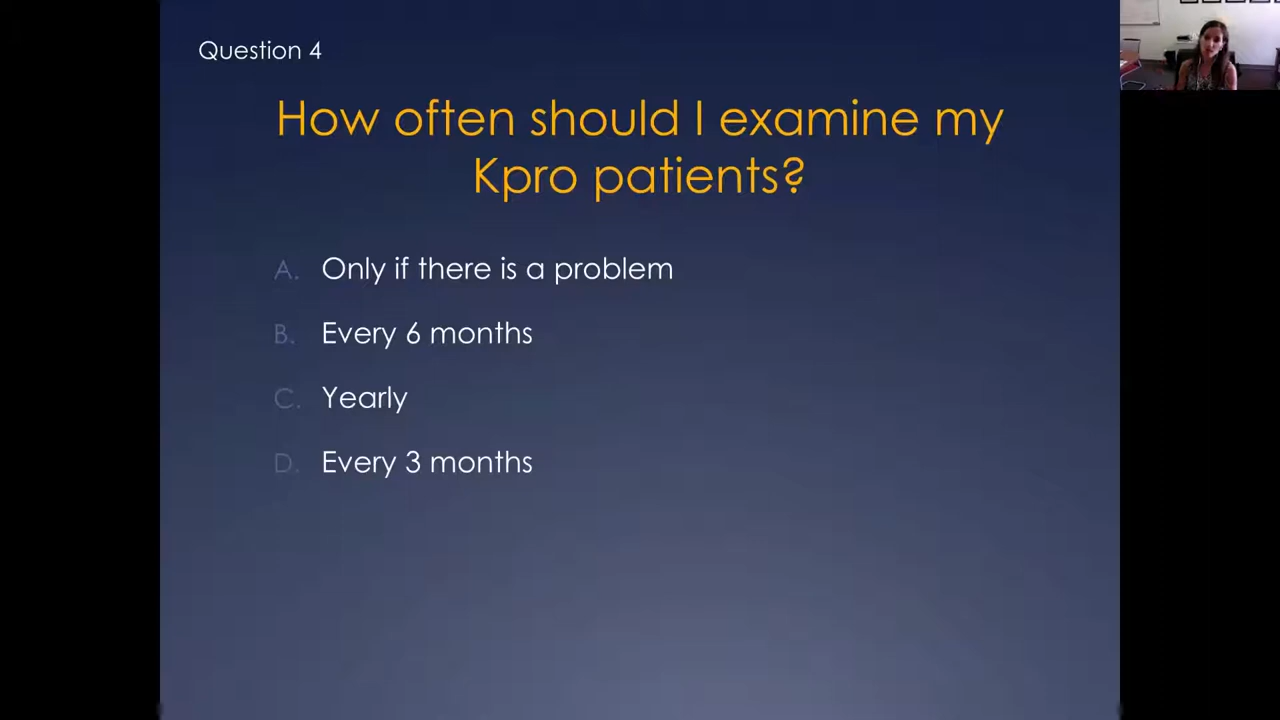 Question 4
How often should I examine my
Kpro patients?
A. Only if there is a problem
B. Every 6 months
C. Yearly
D. Every 3 months